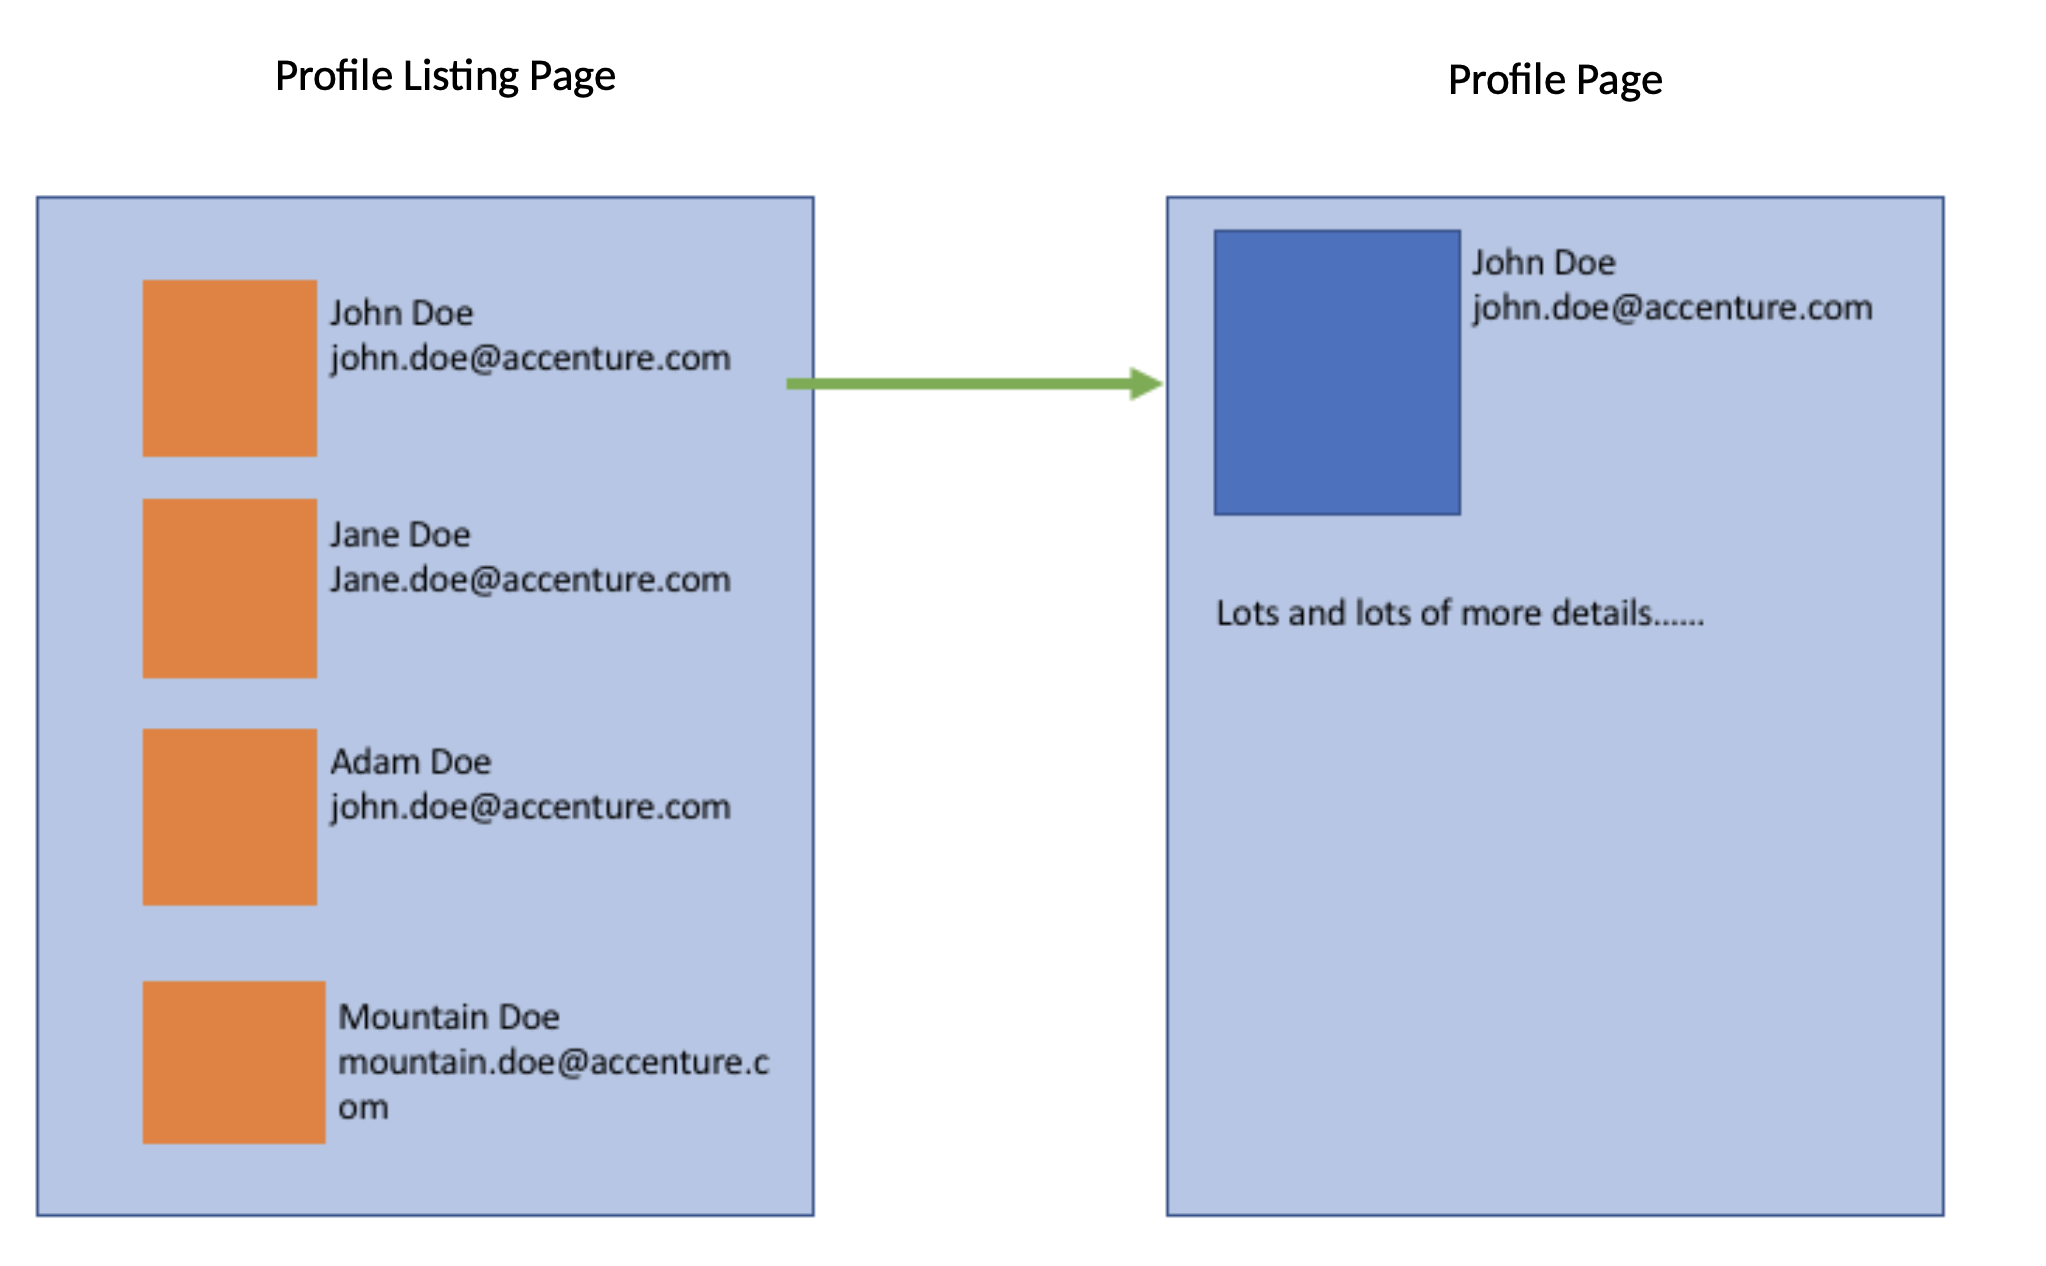 Profile Listing Page
Profile Page
John Doe
john.doe@accenture.com
Jane Doe
Jane.doe@accenture.com
Adam Doe
john.doe@accenture.com
Mountain Doe
mountain.doe@accenture.c
om
John Doe
john.doe@accenture.com
Lots and lots of more details......